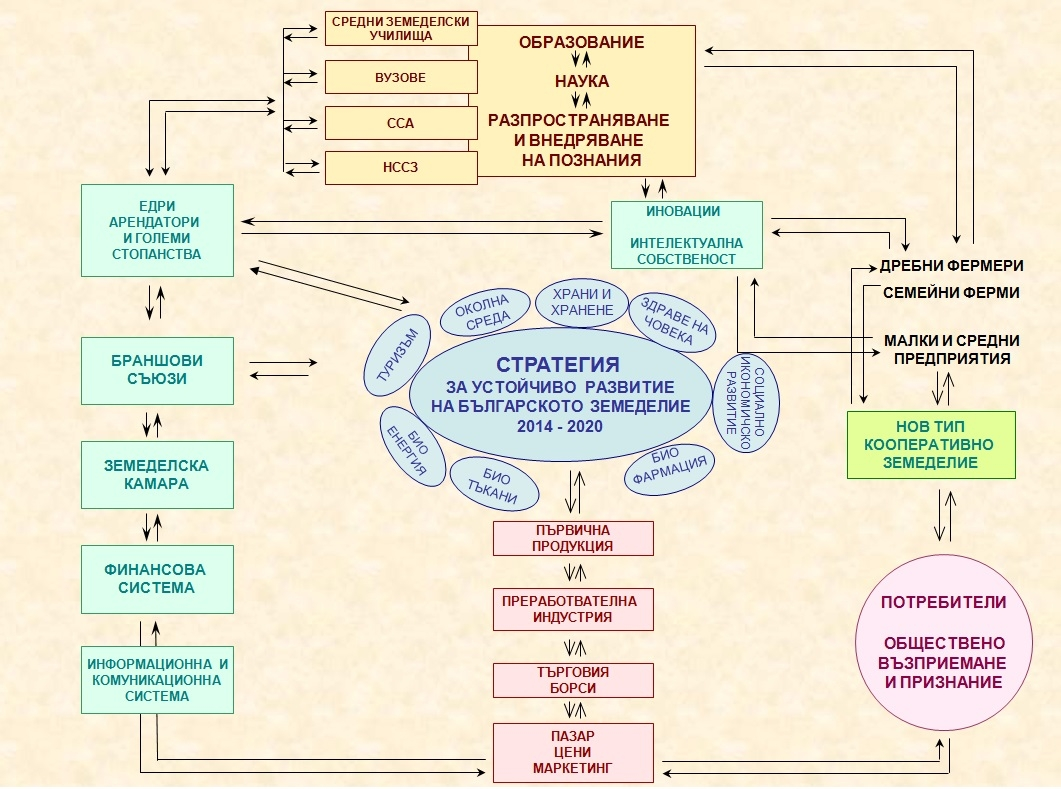 СРЕДНИ ЗЕМЕДЕЛСКИ
УЧИЛИЩА
ВУЗОВЕ
ССА
НССЗ
ОБРАЗОВАНИЕ
НАУКА
РАЗПРОСТРАНЯВАНЕ
И ВНЕДРЯВАНЕ
НА ПОЗНАНИЯ
ЕДРИ
АРЕНДАТОРИ
И ГОЛЕМИ
СТОПАНСТВА
ИНОВАЦИИ
ИНТЕЛЕКТУАЛНА
СОБСТВЕНОСТ
ДРЕБНИ ФЕРМЕРИ
СЕМЕЙНИ ФЕРМИ
МАЛКИ И СРЕДНИ
ПРЕДПРИЯТИЯ
ТУРИЗЪМ
ОКОЛНА
СРЕДА
ХРАНИ И
ХРАНЕНЕ
ЗДРАВЕ НА
ЧОВЕКА
СОЦИАЛНО
ИКОНОМИЧЕСКО
РАЗВИТИЕ
СТРАТЕГИЯ
ЗА УСТОЙЧИВО РАЗВИТИЕ
НА БЪЛГАРСКОТО ЗЕМЕДЕЛИЕ
2014 - 2020
БИО
ЕНЕРГИЯ
БИО
ТЪКАНИ
БИО
ФАРМАЦИЯ
БРАНШОВИ
СЪЮЗИ
ЗЕМЕДЕЛСКА
КАМАРА
ФИНАНСОВА
СИСТЕМА
ИНФОРМАЦИОННА И
КОМУНИКАЦИОННА
СИСТЕМА
ПЪРВИЧНА
ПРОДУКЦИЯ
ПРЕРАБОТВАТЕЛНА
ИНДУСТРИЯ
ТЪРГОВИЯ
БОРСИ
ПАЗАР
ЦЕНИ
МАРКЕТИНГ
НОВ ТИП
КООПЕРАТИВНО
ЗЕМЕДЕЛИЕ
ПОТРЕБИТЕЛИ
ОБЩЕСТВЕНО
ВЪЗПРИЕМАНЕ
И ПРИЗНАНИЕ